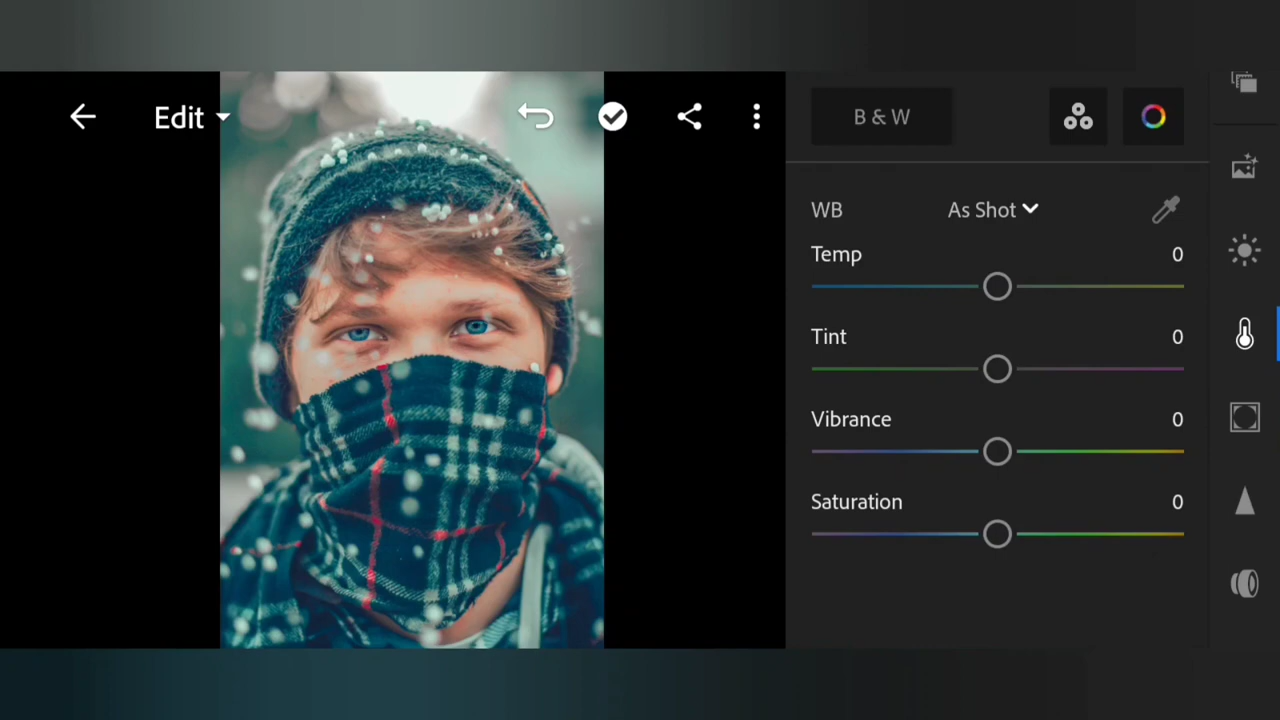 Edit
B & W
WB As Shot
Temp 0
Tint 0
Vibrance 0
Saturation 0